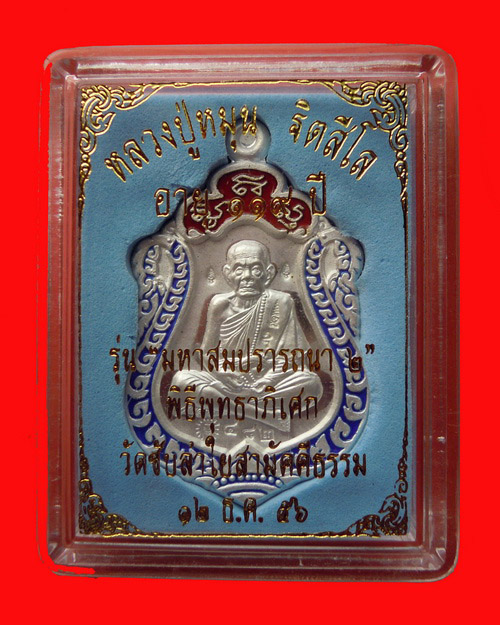 หลวงปู่หมุน ฐิตสีโล
อายุ ๑๑๙ ปี
รุ่น "มหาสมปรารถนา ๒"
พิธีพุทธาภิเศก
วัดซับลำใยสามัคคีธรรม
๑๒ ธ.ค. ๕๖